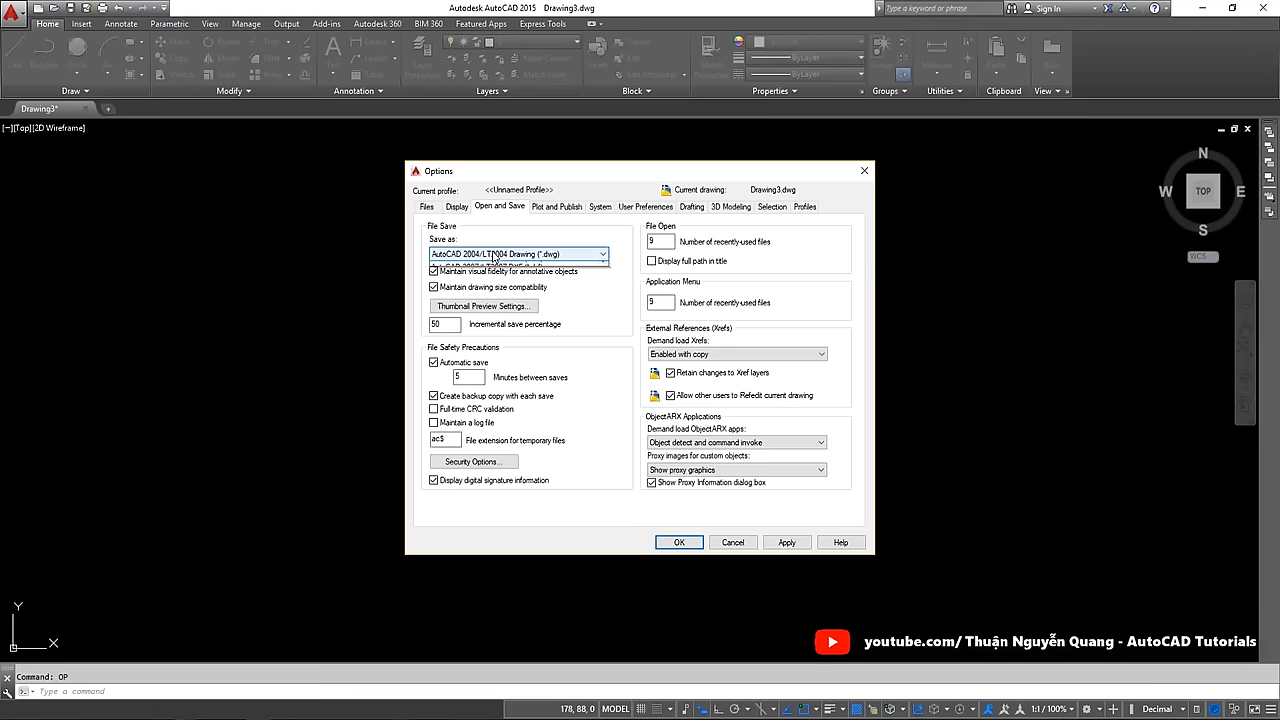 Autodesk AutoCAD 2015 Drawing3.dwg
Type a keyword or phrase
Sign In
Home Insert Annotate Parametric View Manage Output Add-ins Autodesk 360 BIM 360 Featured Apps Express Tools
Draw
Modify
Annotation
Layers
Block
Properties
Groups
Utilities
Clipboard
View
Drawing3*
[−][Top][2D Wireframe]
N
W TOP E
S
WCS
Options
Current profile: <<Unnamed Profile>> Current drawing: Drawing3.dwg
Files Display Open and Save Plot and Publish System User Preferences Drafting 3D Modeling Selection Profiles
File Save
Save as:
AutoCAD 2004/LT2004 Drawing (*.dwg)
Maintain visual fidelity for annotative objects
Maintain drawing size compatibility
Thumbnail Preview Settings...
50 Incremental save percentage
File Safety Precautions
Automatic save
5 Minutes between saves
Create backup copy with each save
Full-time CRC validation
Maintain a log file
ac$ File extension for temporary files
Security Options...
Display digital signature information
File Open
9 Number of recently-used files
Display full path in title
Application Menu
9 Number of recently-used files
External References (Xrefs)
Demand load Xrefs:
Enabled with copy
Retain changes to Xref layers
Allow other users to Refedit current drawing
ObjectARX Applications
Demand load ObjectARX apps:
Object detect and command invoke
Proxy images for custom objects:
Show proxy graphics
Show Proxy Information dialog box
OK Cancel Apply Help
Y
X
youtube.com/ Thuận Nguyễn Quang - AutoCAD Tutorials
Command: OP
Type a command
178, 88, 0 MODEL
1:1 / 100%
Decimal